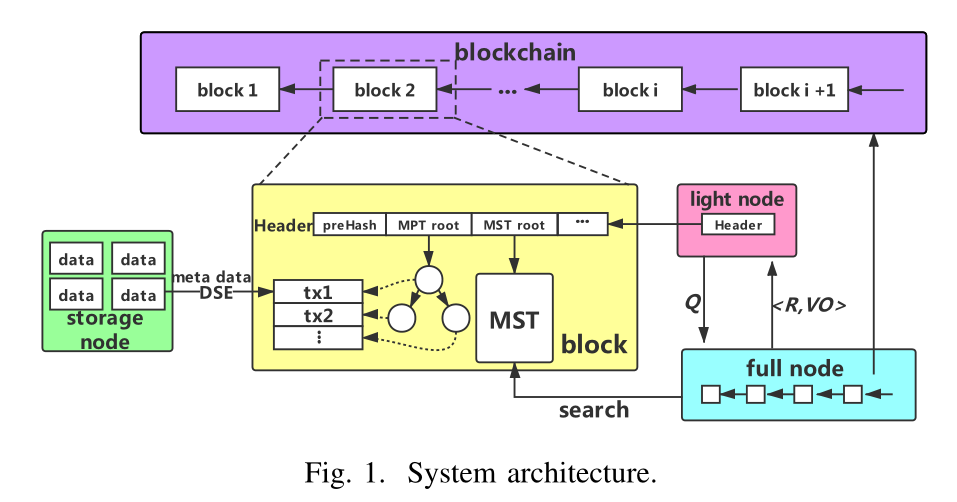 blockchain
block 1
block 2
...
block i
block i +1
Header
preHash
MPT root
MST root
...
light node
Header
data
data
data
data
storage
node
meta data
DSE
tx1
tx2
⋮
MST
block
Q
<R,VO>
full node
search
Fig. 1. System architecture.